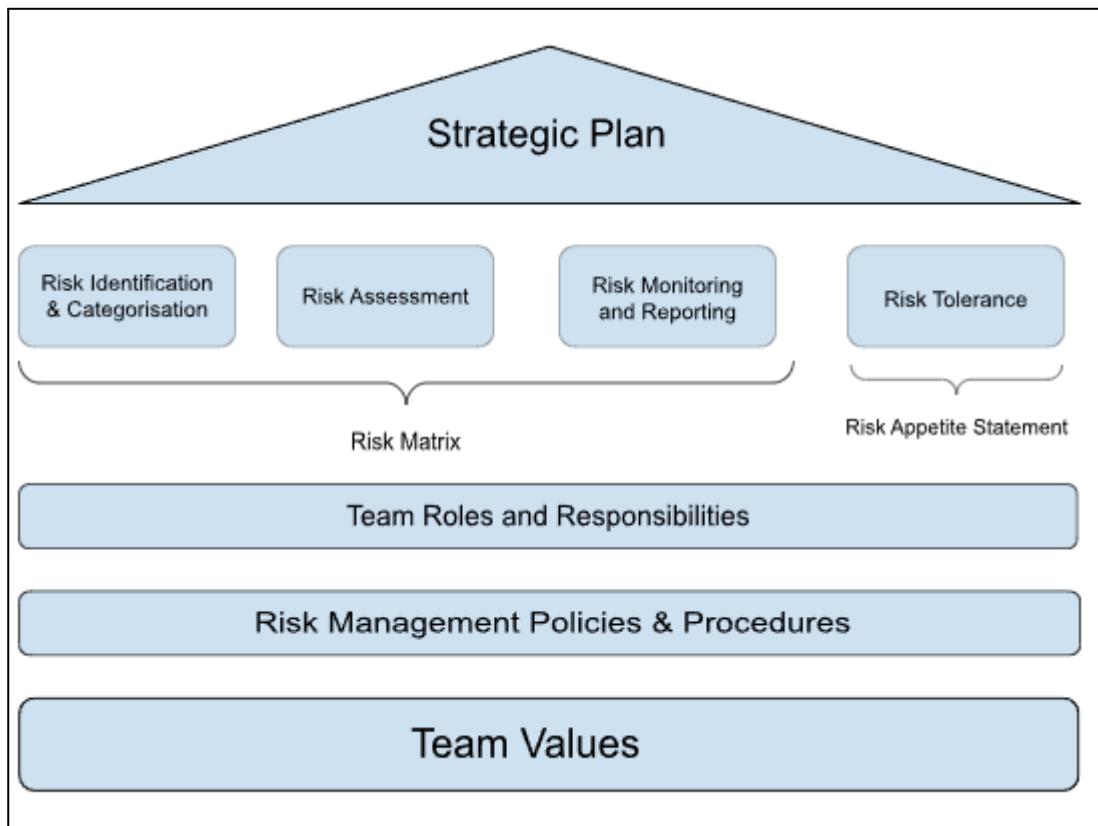 Strategic Plan
Risk Identification
& Categorisation
Risk Assessment
Risk Monitoring
and Reporting
Risk Tolerance
Risk Matrix
Risk Appetite Statement
Team Roles and Responsibilities
Risk Management Policies & Procedures
Team Values